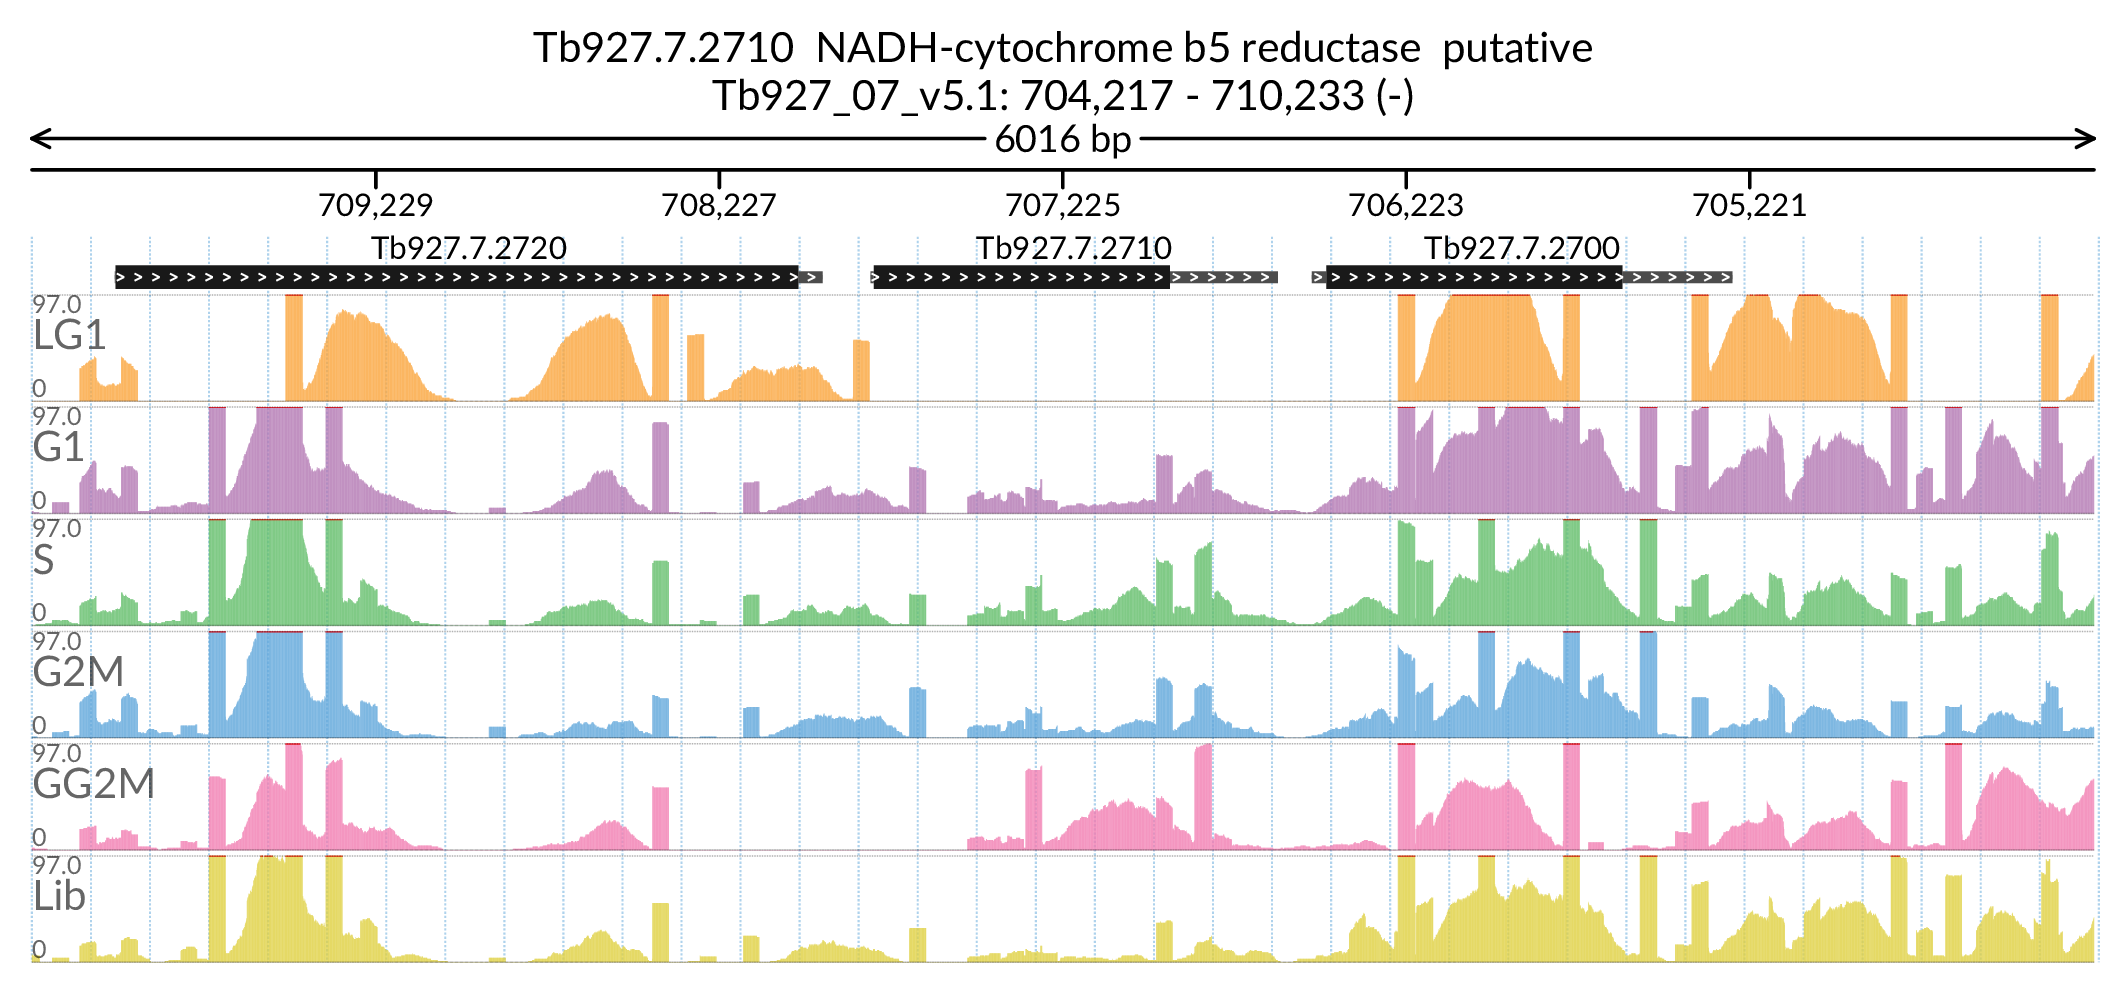 Tb927.7.2710 NADH-cytochrome b5 reductase putative
Tb927_07_v5.1: 704,217 - 710,233 (-)
6016 bp
709,229 708,227 707,225 706,223 705,221
Tb927.7.2720 Tb927.7.2710 Tb927.7.2700
97.0
LG1
0
97.0
G1
0
97.0
S
0
97.0
G2M
0
97.0
GG2M
0
97.0
Lib
0